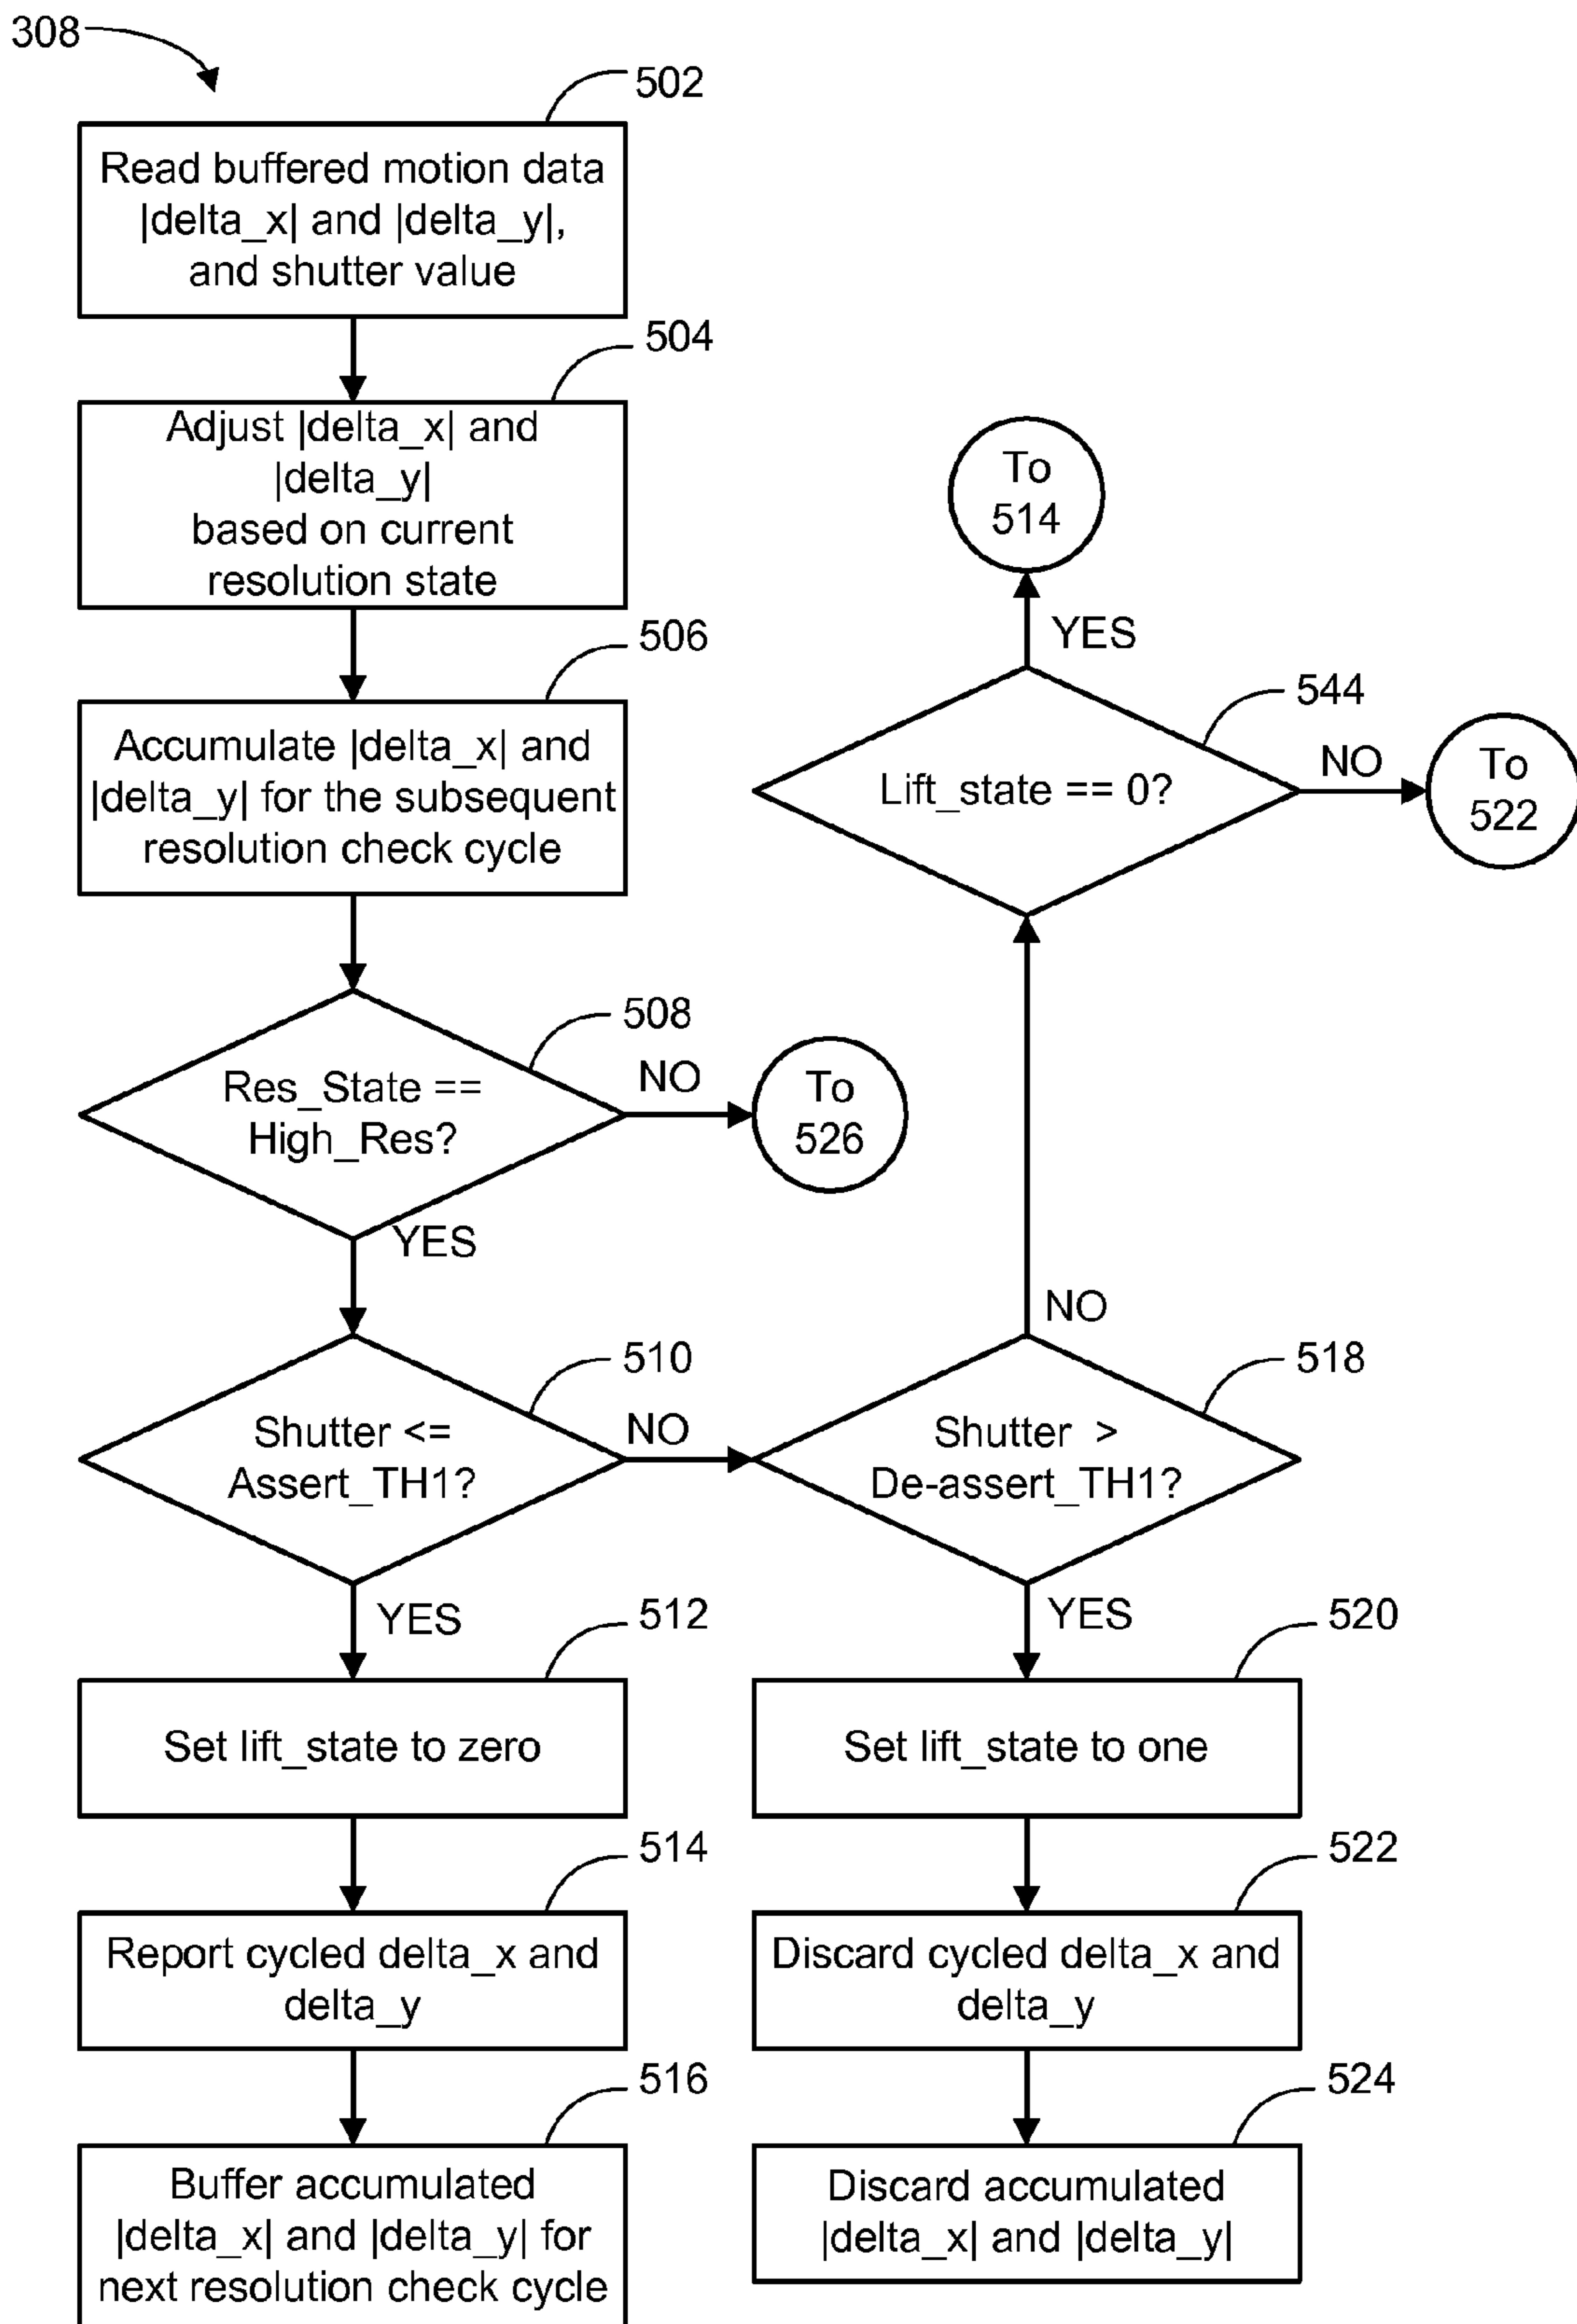 308
502
Read buffered motion data
|delta_x| and |delta_y|,
and shutter value
504
Adjust |delta_x| and
|delta_y|
based on current
resolution state
506
Accumulate |delta_x| and
|delta_y| for the subsequent
resolution check cycle
508
Res_State ==
High_Res?
NO
To
526
YES
510
Shutter <=
Assert_TH1?
NO
YES
512
Set lift_state to zero
514
Report cycled delta_x and
delta_y
516
Buffer accumulated
|delta_x| and |delta_y| for
next resolution check cycle
To
514
YES
544
Lift_state == 0?
NO
To
522
NO
518
Shutter >
De-assert_TH1?
YES
520
Set lift_state to one
522
Discard cycled delta_x and
delta_y
524
Discard accumulated
|delta_x| and |delta_y|